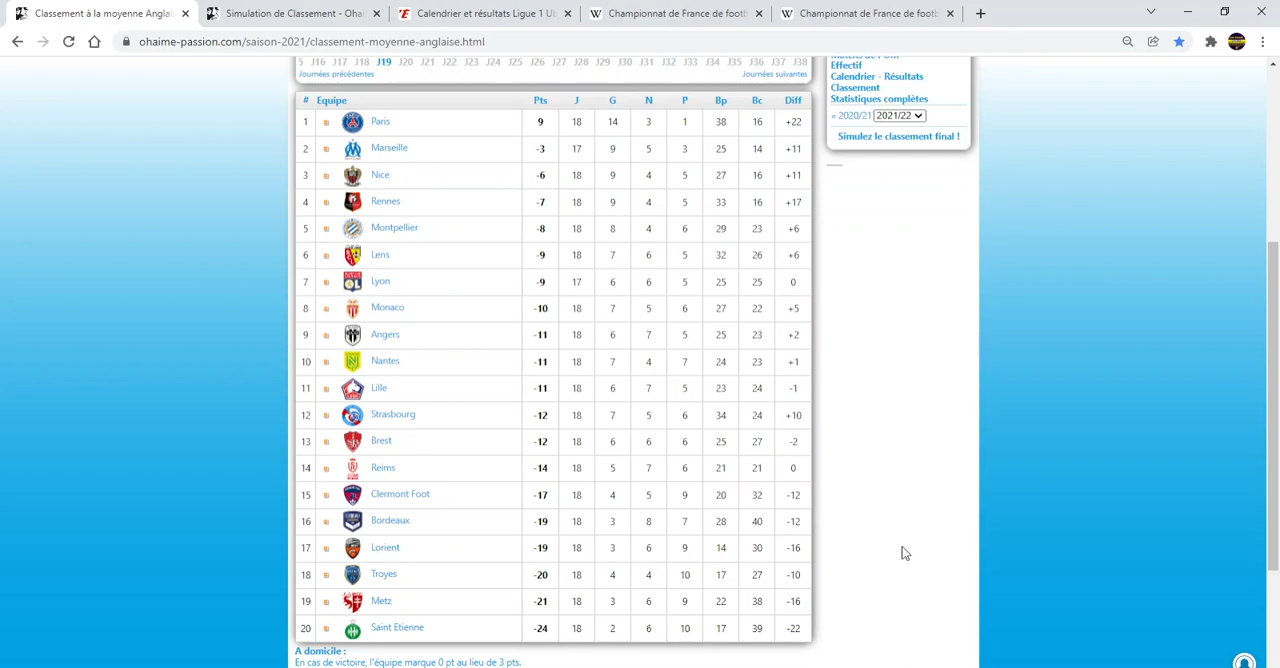 Classement à la moyenne Anglai
Simulation de Classement - Ohai
Calendrier et résultats Ligue 1 Ub
Championnat de France de footb
Championnat de France de footb
ohaime-passion.com/saison-2021/classement-moyenne-anglaise.html
5 J16 J17 J18 J19 J20 J21 J22 J23 J24 J25 J26 J27 J28 J29 J30 J31 J32 J33 J34 J35 J36 J37 J38
Journées précédentes Journées suivantes
# Equipe Pts J G N P Bp Bc Diff
1 Paris 9 18 14 3 1 38 16 +22
2 Marseille -3 17 9 5 3 25 14 +11
3 Nice -6 18 9 4 5 27 16 +11
4 Rennes -7 18 9 4 5 33 16 +17
5 Montpellier -8 18 8 4 6 29 23 +6
6 Lens -9 18 7 6 5 32 26 +6
7 Lyon -9 17 6 6 5 25 25 0
8 Monaco -10 18 7 5 6 27 22 +5
9 Angers -11 18 6 7 5 25 23 +2
10 Nantes -11 18 7 4 7 24 23 +1
11 Lille -11 18 6 7 5 23 24 -1
12 Strasbourg -12 18 7 5 6 34 24 +10
13 Brest -12 18 6 6 6 25 27 -2
14 Reims -14 18 5 7 6 21 21 0
15 Clermont Foot -17 18 4 5 9 20 32 -12
16 Bordeaux -19 18 3 8 7 28 40 -12
17 Lorient -19 18 3 6 9 14 30 -16
18 Troyes -20 18 4 4 10 17 27 -10
19 Metz -21 18 3 6 9 22 38 -16
20 Saint Etienne -24 18 2 6 10 17 39 -22
A domicile :
En cas de victoire, l'équipe marque 0 pt au lieu de 3 pts.
Effectif
Calendrier - Résultats
Classement
Statistiques complètes
« 2020/21 2021/22
Simulez le classement final !